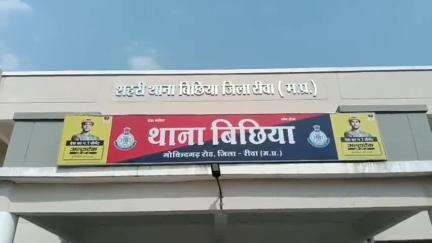 शहरी थाना बिछिया जिला रीवा ( म.प्र.)
थाना बिछिया
गोविन्दगढ़ रोड, जिला - रीवा (म.प्र.)